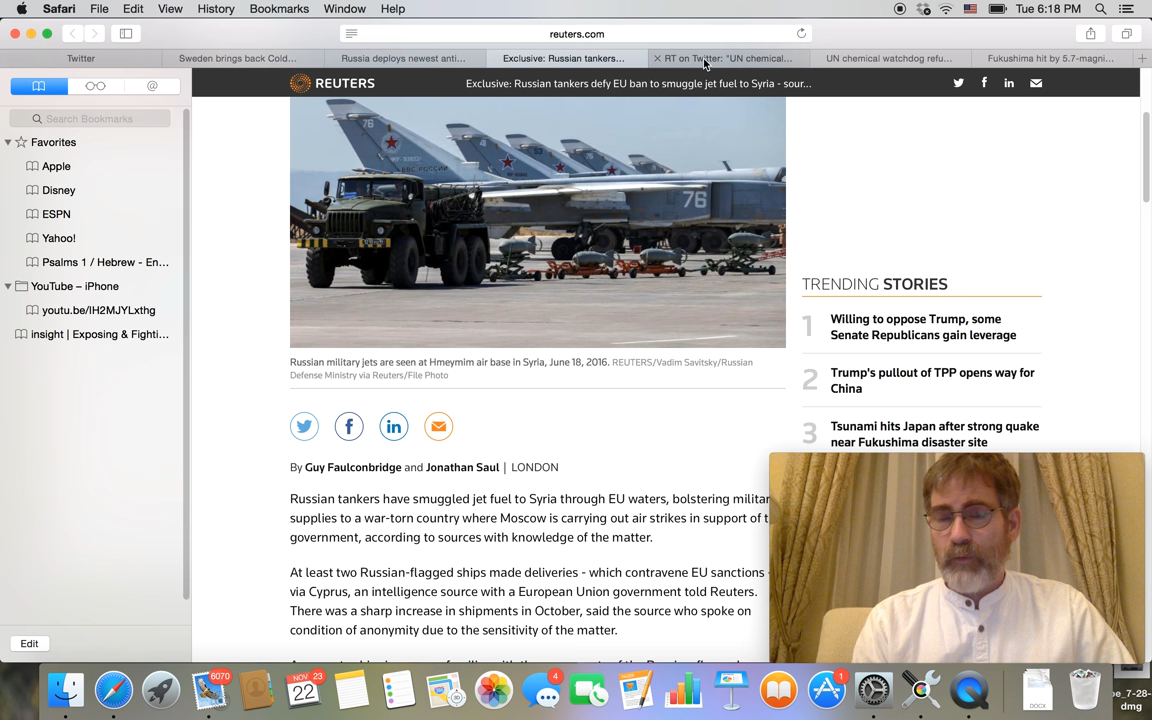 Safari File Edit View History Bookmarks Window Help Tue 6:18 PM
reuters.com
Twitter Sweden brings back Cold... Russia deploys newest anti... Exclusive: Russian tankers... RT on Twitter: "UN chemical... UN chemical watchdog refu... Fukushima hit by 5.7-magni...
REUTERS Exclusive: Russian tankers defy EU ban to smuggle jet fuel to Syria - sour...
Search Bookmarks
Favorites
Apple
Disney
ESPN
Yahoo!
Psalms 1 / Hebrew - En...
YouTube – iPhone
youtu.be/IH2MJYLxthg
insight | Exposing & Fighti...
Edit
76
76
ВВС РОССИИ
Russian military jets are seen at Hmeymim air base in Syria, June 18, 2016. REUTERS/Vadim Savitsky/Russian
Defense Ministry via Reuters/File Photo
By Guy Faulconbridge and Jonathan Saul | LONDON
Russian tankers have smuggled jet fuel to Syria through EU waters, bolstering militar
supplies to a war-torn country where Moscow is carrying out air strikes in support of t
government, according to sources with knowledge of the matter.
At least two Russian-flagged ships made deliveries - which contravene EU sanctions -
via Cyprus, an intelligence source with a European Union government told Reuters.
There was a sharp increase in shipments in October, said the source who spoke on
condition of anonymity due to the sensitivity of the matter.
TRENDING STORIES
1 Willing to oppose Trump, some
Senate Republicans gain leverage
2 Trump's pullout of TPP opens way for
China
3 Tsunami hits Japan after strong quake
near Fukushima disaster site
6070
NOV 23
22
4
1
DOCX
pe_7-28-
dmg